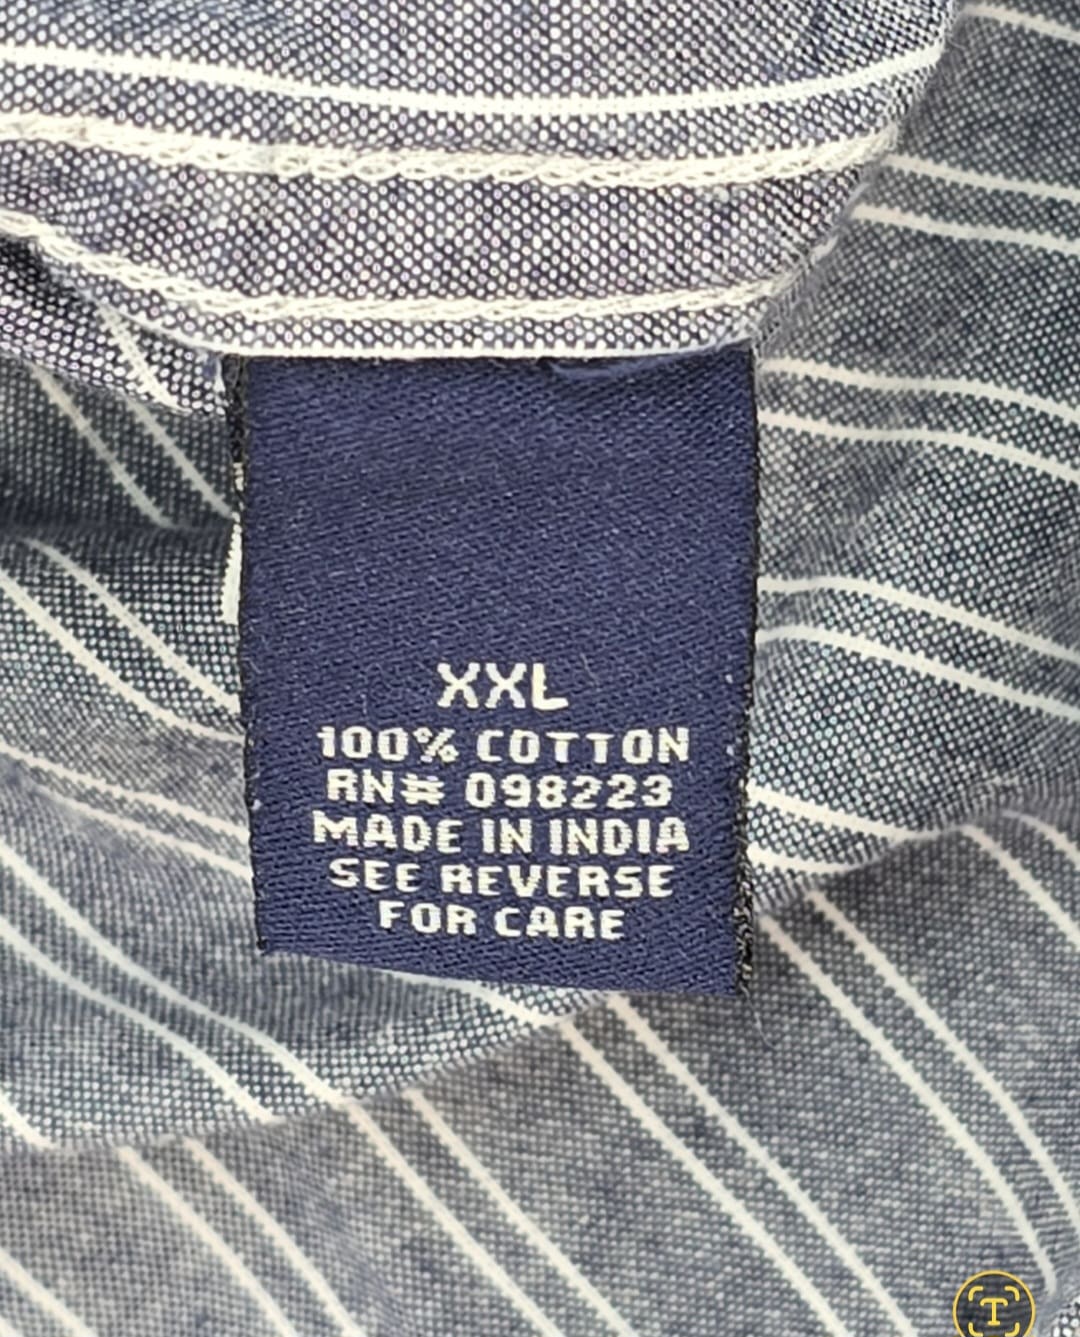 XXL
100% COTTON
RN# 098223
MADE IN INDIA
SEE REVERSE
FOR CARE